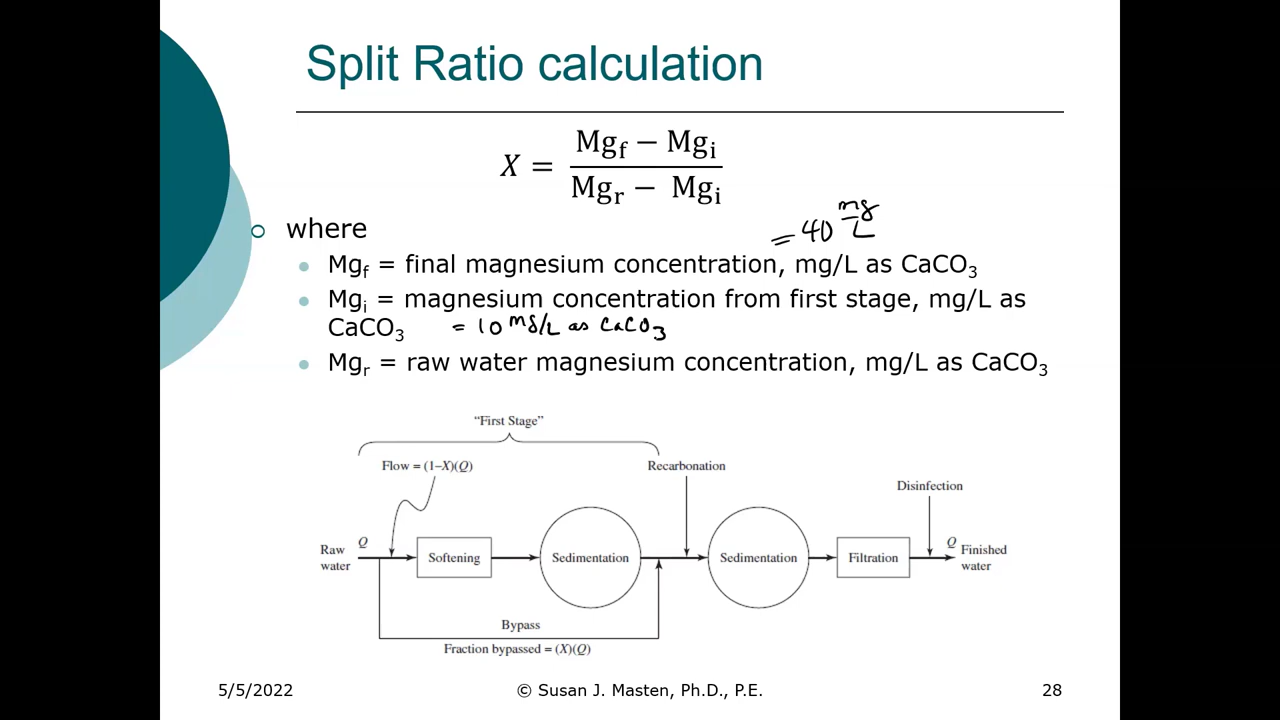 Split Ratio calculation
X = (Mg_f − Mg_i) / (Mg_r − Mg_i)
where
= 40 mg/L
Mg_f = final magnesium concentration, mg/L as CaCO₃
Mg_i = magnesium concentration from first stage, mg/L as
CaCO₃ = 10 mg/L as CaCO₃
Mg_r = raw water magnesium concentration, mg/L as CaCO₃
"First Stage"
Flow = (1–X)(Q)
Recarbonation
Disinfection
Raw
water
Q
Softening
Sedimentation
Sedimentation
Filtration
Q
Finished
water
Bypass
Fraction bypassed = (X)(Q)
5/5/2022
© Susan J. Masten, Ph.D., P.E.
28